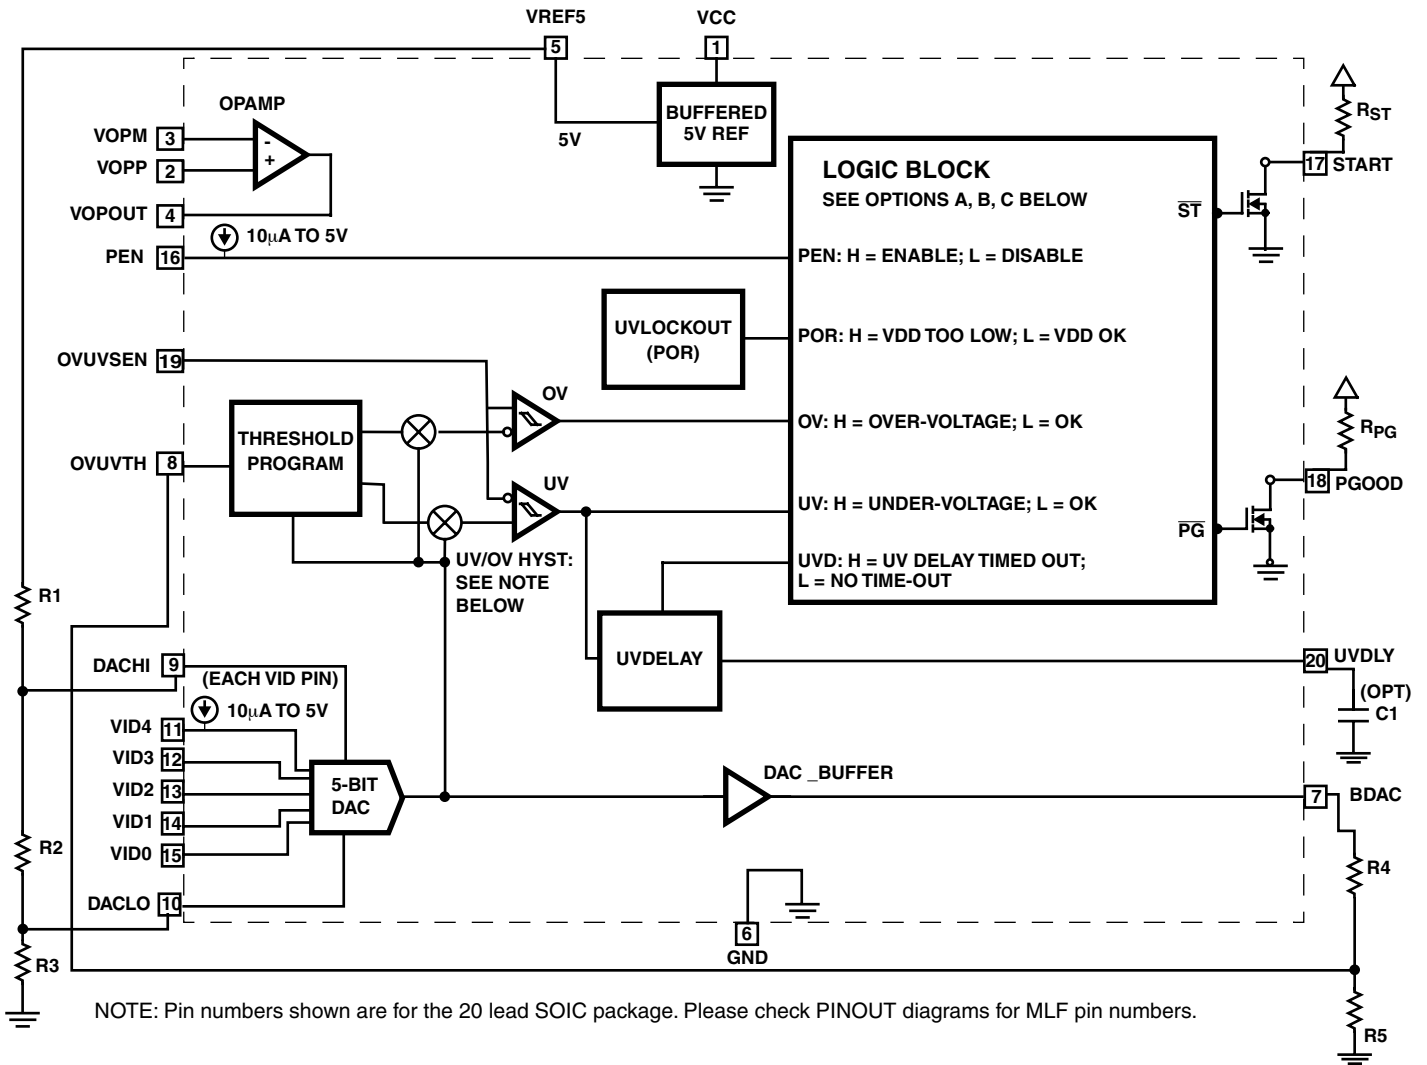 VREF5
VCC
5
1
OPAMP
BUFFERED
5V REF
5V
VOPM
3
-
VOPP
2
+
VOPOUT
4
10µA TO 5V
PEN
16
LOGIC BLOCK
SEE OPTIONS A, B, C BELOW
ST
PEN: H = ENABLE; L = DISABLE
RST
17
START
UVLOCKOUT
(POR)
POR: H = VDD TOO LOW; L = VDD OK
OVUVSEN
19
OV
OV: H = OVER-VOLTAGE; L = OK
THRESHOLD
PROGRAM
OVUVTH
8
RPG
18
PGOOD
UV
UV: H = UNDER-VOLTAGE; L = OK
PG
UV/OV HYST:
SEE NOTE
BELOW
UVD: H = UV DELAY TIMED OUT;
L = NO TIME-OUT
R1
UVDELAY
20
UVDLY
(OPT)
C1
DACHI
9
(EACH VID PIN)
10µA TO 5V
VID4
11
VID3
12
VID2
13
VID1
14
VID0
15
5-BIT
DAC
DAC _BUFFER
7
BDAC
R2
R4
DACLO
10
6
GND
R3
R5
NOTE: Pin numbers shown are for the 20 lead SOIC package. Please check PINOUT diagrams for MLF pin numbers.